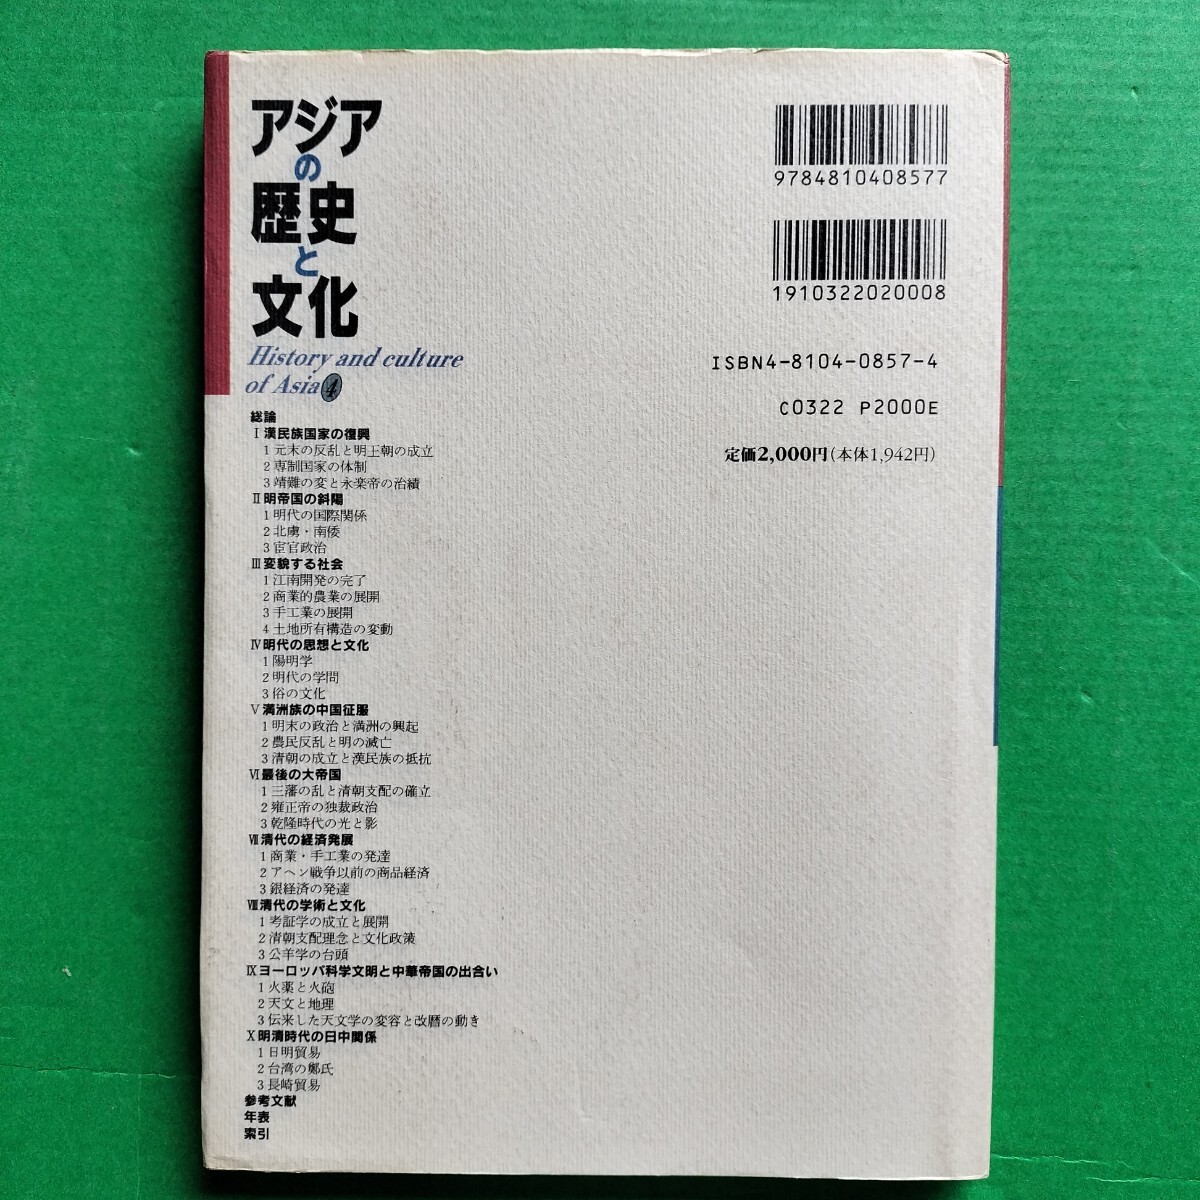 アジア
の
歴史
と
文化
History and culture
of Asia 4
総論
Ⅰ 漢民族国家の復興
1 元末の反乱と明王朝の成立
2 専制国家の体制
3 靖難の変と永楽帝の治績
Ⅱ 明帝国の斜陽
1 明代の国際関係
2 北虜・南倭
3 宦官政治
Ⅲ 変貌する社会
1 江南開発の完了
2 商業的農業の展開
3 手工業の展開
4 土地所有構造の変動
Ⅳ 明代の思想と文化
1 陽明学
2 明代の学問
3 俗の文化
Ⅴ 満洲族の中国征服
1 明末の政治と満洲の興起
2 農民反乱と明の滅亡
3 清朝の成立と漢民族の抵抗
Ⅵ 最後の大帝国
1 三藩の乱と清朝支配の確立
2 雍正帝の独裁政治
3 乾隆時代の光と影
Ⅶ 清代の経済発展
1 商業・手工業の発達
2 アヘン戦争以前の商品経済
3 銀経済の発達
Ⅷ 清代の学術と文化
1 考証学の成立と展開
2 清朝支配理念と文化政策
3 公羊学の台頭
Ⅸ ヨーロッパ科学文明と中華帝国の出合い
1 火薬と火砲
2 天文と地理
3 伝来した天文学の変容と改暦の動き
Ⅹ 明清時代の日中関係
1 日明貿易
2 台湾の鄭氏
3 長崎貿易
参考文献
年表
索引
9784810408577
1910322020008
ISBN4-8104-0857-4
C0322 P2000E
定価2,000円(本体1,942円)